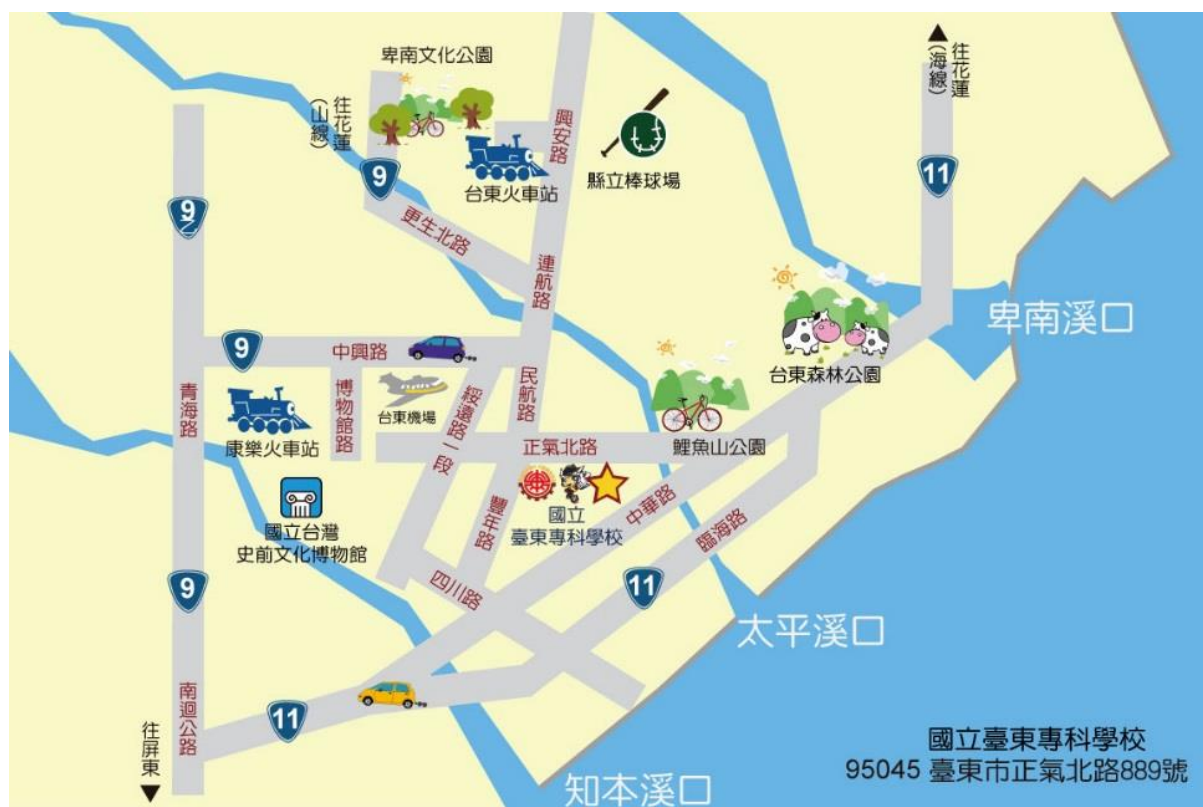 卑南文化公園
往花蓮
(山線)
9
台東火車站
興安路
縣立棒球場
往花蓮
(海線)
11
9
乙
更生北路
連航路
卑南溪口
9
中興路
台東森林公園
青海路
康樂火車站
博物館路
台東機場
綏遠路一段
民航路
正氣北路
鯉魚山公園
國立台灣
史前文化博物館
豐年路
國立
臺東專科學校
中華路
臨海路
9
四川路
11
太平溪口
南迴公路
11
往屏東
知本溪口
國立臺東專科學校
95045 臺東市正氣北路889號